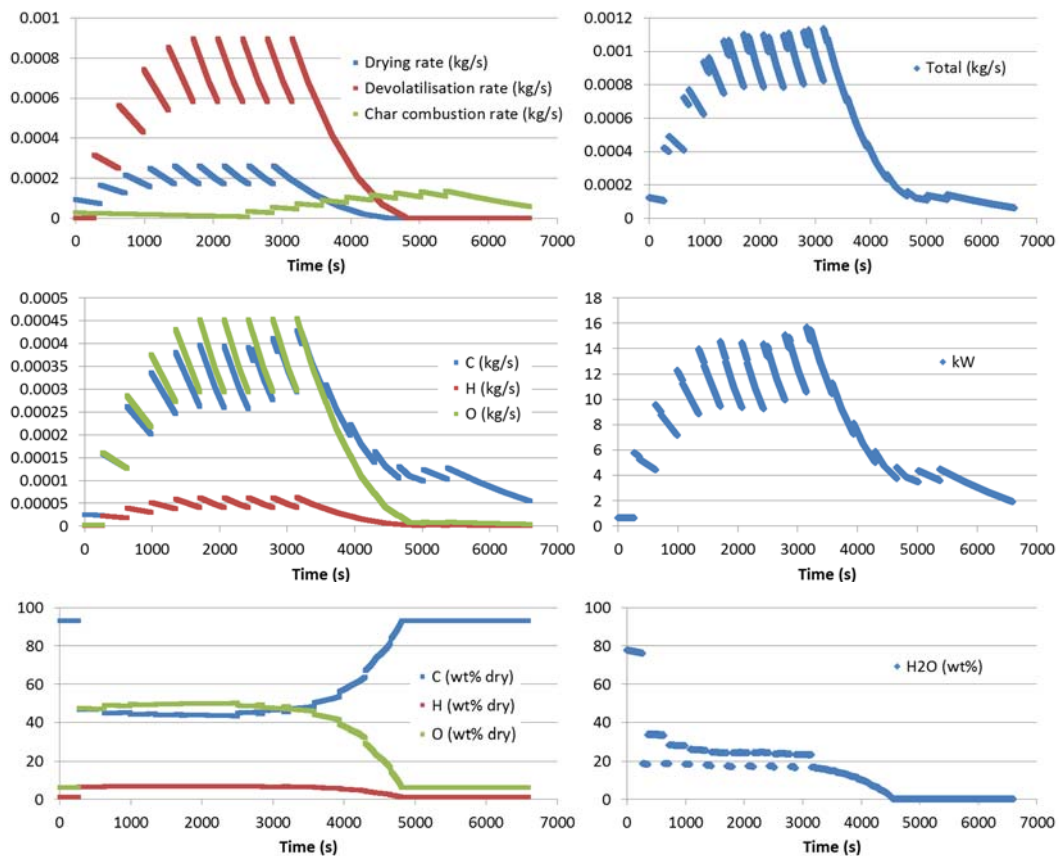 0.001
0.0008
0.0006
0.0004
0.0002
0
0 1000 2000 3000 4000 5000 6000 7000
Time (s)
Drying rate (kg/s)
Devolatilisation rate (kg/s)
Char combustion rate (kg/s)
0.0012
0.001
0.0008
0.0006
0.0004
0.0002
0
0 1000 2000 3000 4000 5000 6000 7000
Time (s)
Total (kg/s)
0.0005
0.00045
0.0004
0.00035
0.0003
0.00025
0.0002
0.00015
0.0001
0.00005
0
0 1000 2000 3000 4000 5000 6000 7000
Time (s)
C (kg/s)
H (kg/s)
O (kg/s)
18
16
14
12
10
8
6
4
2
0
0 1000 2000 3000 4000 5000 6000 7000
Time (s)
kW
100
80
60
40
20
0
0 1000 2000 3000 4000 5000 6000 7000
Time (s)
C (wt% dry)
H (wt% dry)
O (wt% dry)
100
80
60
40
20
0
0 1000 2000 3000 4000 5000 6000 7000
Time (s)
H2O (wt%)